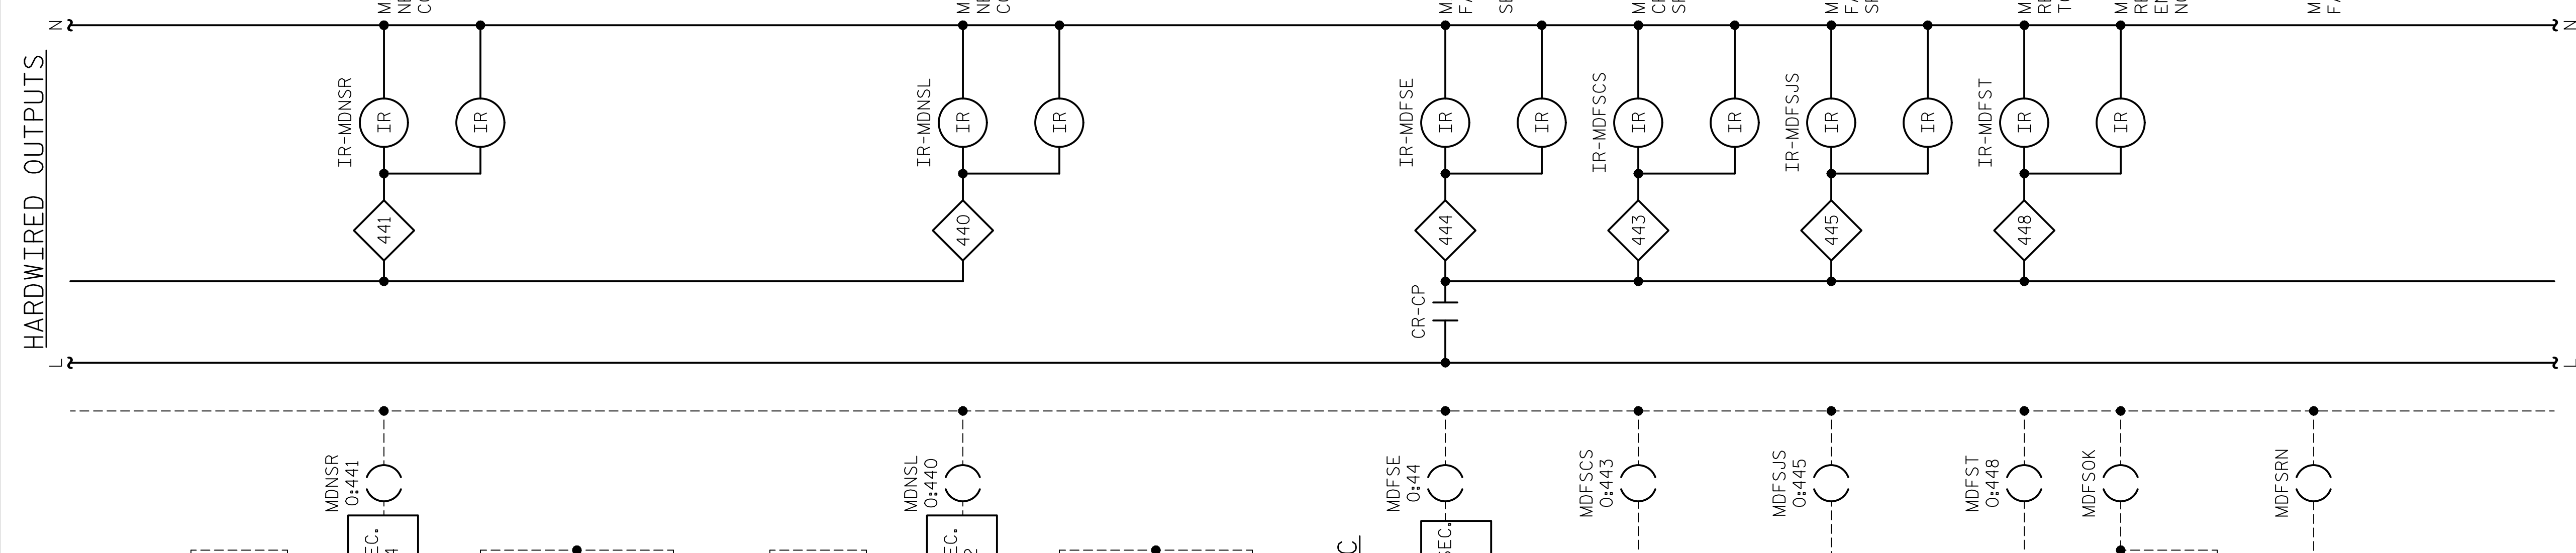 HARDWIRED OUTPUTS
N
L
IR-MDNSR
IR
IR
441
IR-MDNSL
IR
IR
440
IR-MDFSE
IR
IR
444
CR-CP
IR-MDFSCS
IR
IR
443
IR-MDFSJS
IR
IR
445
IR-MDFST
IR
IR
448
N
L
MDNSR
O:441
MDNSL
O:440
MDFSE
O:44
SEC.
MDFSCS
O:443
MDFSJS
O:445
MDFST
O:448
MDFSOK
MDFSRN